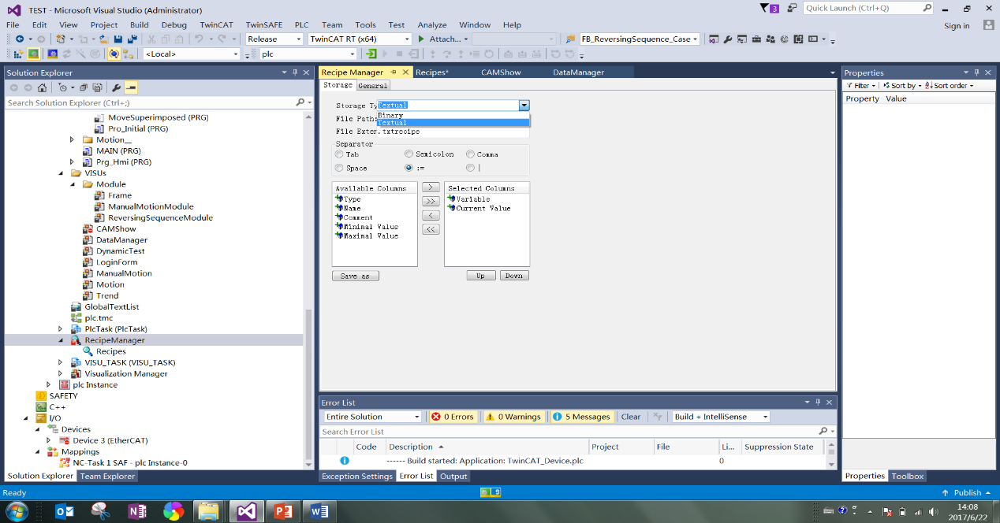 TEST - Microsoft Visual Studio (Administrator)
3
Quick Launch (Ctrl+Q)
File Edit View Project Build Debug TwinCAT TwinSAFE PLC Team Tools Test Analyze Window Help
Sign in
Release TwinCAT RT (x64) Attach... FB_ReversingSequence_Case
<Local> plc
Solution Explorer
Search Solution Explorer (Ctrl+;)
MoveSuperimposed (PRG)
Pro_Initial (PRG)
Motion__
MAIN (PRG)
Prg_Hmi (PRG)
VISUs
Module
Frame
ManualMotionModule
ReversingSequenceModule
CAMShow
DataManager
DynamicTest
LoginForm
ManualMotion
Motion
Trend
GlobalTextList
plc.tmc
PlcTask (PlcTask)
RecipeManager
Recipes
VISU_TASK (VISU_TASK)
Visualization Manager
plc Instance
SAFETY
C++
I/O
Devices
Device 3 (EtherCAT)
Mappings
NC-Task 1 SAF - plc Instance-0
Solution Explorer Team Explorer
Recipe Manager Recipes* CAMShow DataManager
Storage General
Storage Ty Textual
Binary
Textual
File Path:
File Exter .txtrecipe
Separator
Tab Semicolon Comma
Space := |
Available Columns
Type
Name
Comment
Minimal Value
Maximal Value
>
>>
<
<<
Selected Columns
Variable
Current Value
Save as Up Down
Error List
Entire Solution 0 Errors 0 Warnings 5 Messages Clear Build + IntelliSense
Search Error List
Code Description Project File Li... Suppression State
------ Build started: Application: TwinCAT_Device.plc 0
Exception Settings Error List Output
Properties
Filter Sort by Sort order
Property Value
Properties Toolbox
Ready 9 Publish
14:08
2017/6/22